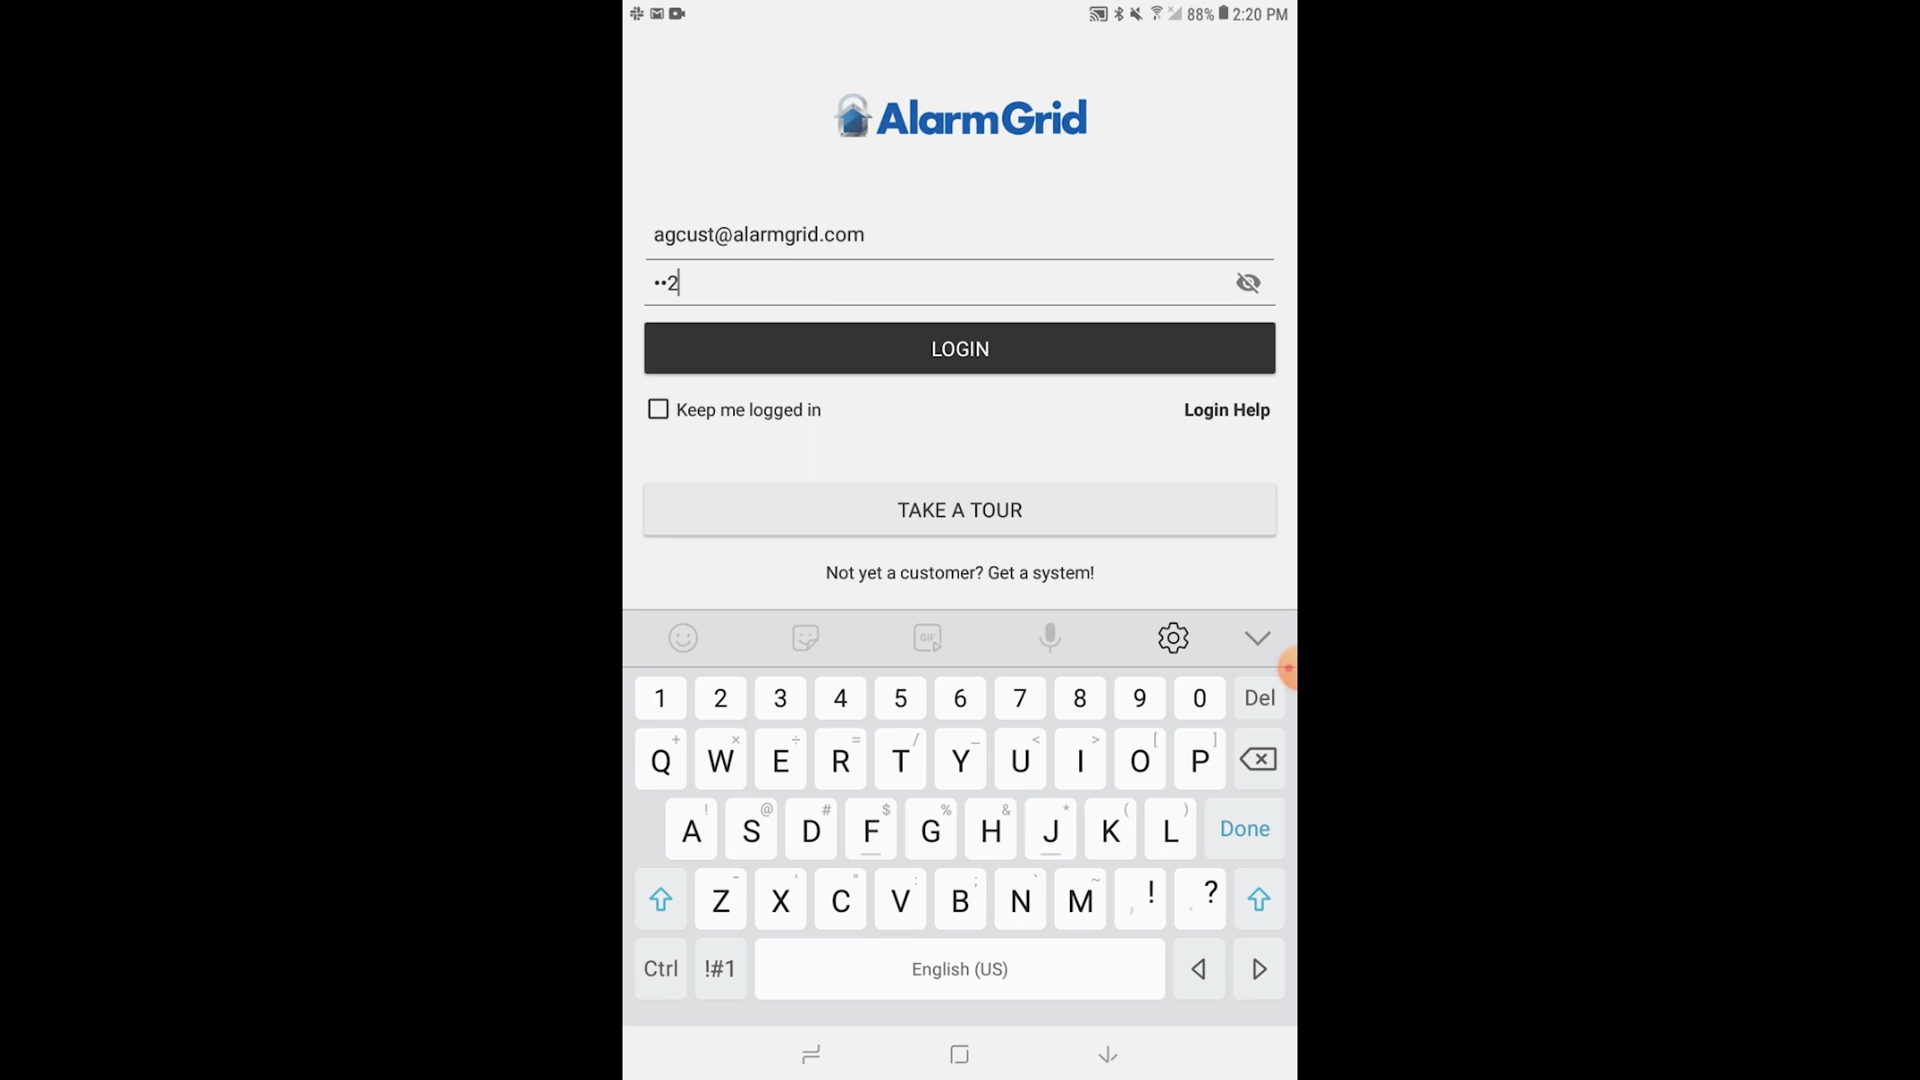 88% 2:20 PM
AlarmGrid
agcust@alarmgrid.com
••2
LOGIN
Keep me logged in Login Help
TAKE A TOUR
Not yet a customer? Get a system!
GIF
1 2 3 4 5 6 7 8 9 0 Del
+ × ÷ = / _ < > [ ]
Q W E R T Y U I O P
! @ # $ % & * ( )
A S D F G H J K L Done
- ' " : ; ` ~ ! ?
Z X C V B N M , .
Ctrl !#1 English (US)